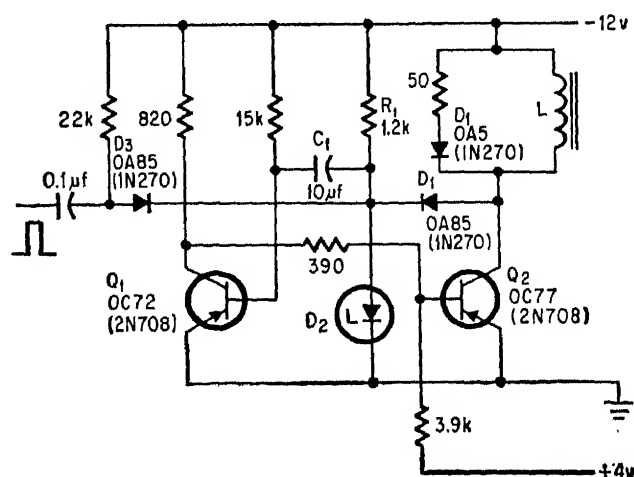 -12v
50
D1
OA5
(1N270)
L
22k
820
15k
R1
1.2k
C1
10µf
D3
OA85
(1N270)
0.1µf
D1
OA85
(1N270)
390
Q1
OC72
(2N708)
D2
L
Q2
OC77
(2N708)
3.9k
+4v